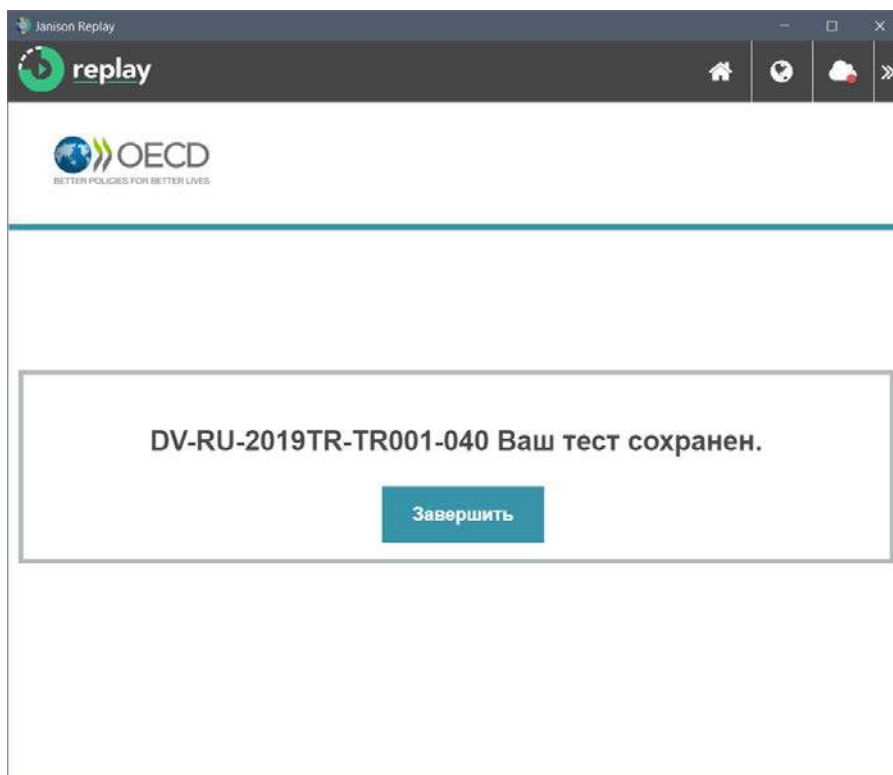 Janison Replay
replay
OECD
BETTER POLICIES FOR BETTER LIVES
DV-RU-2019TR-TR001-040 Ваш тест сохранен.
Завершить